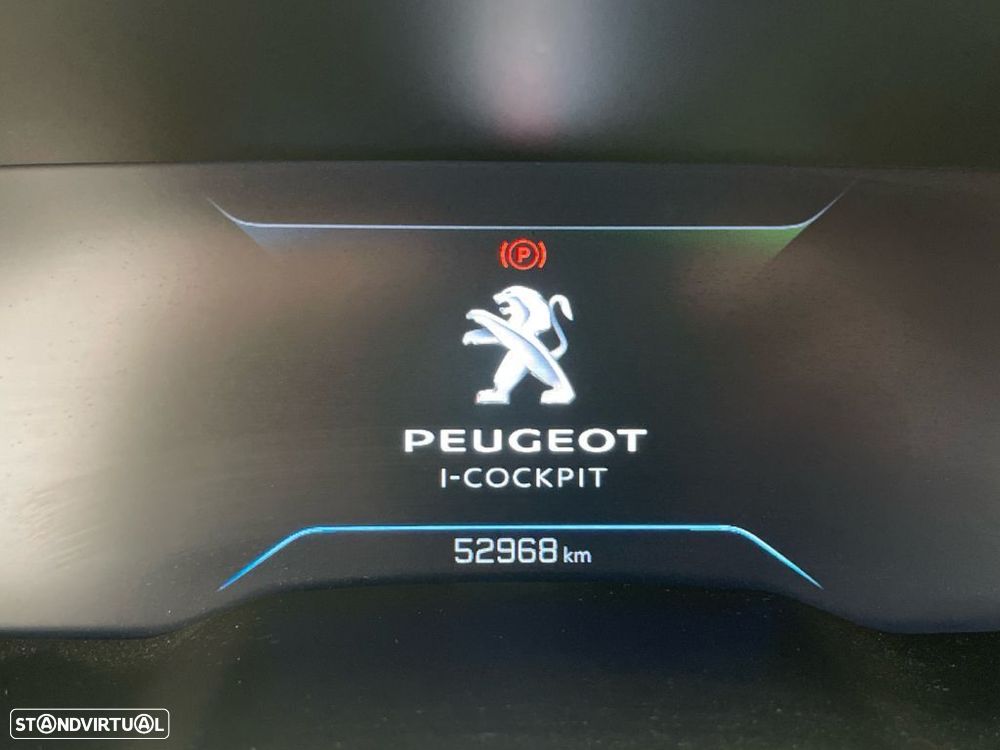 P
PEUGEOT
I-COCKPIT
52968 km
STANDVIRTUAL